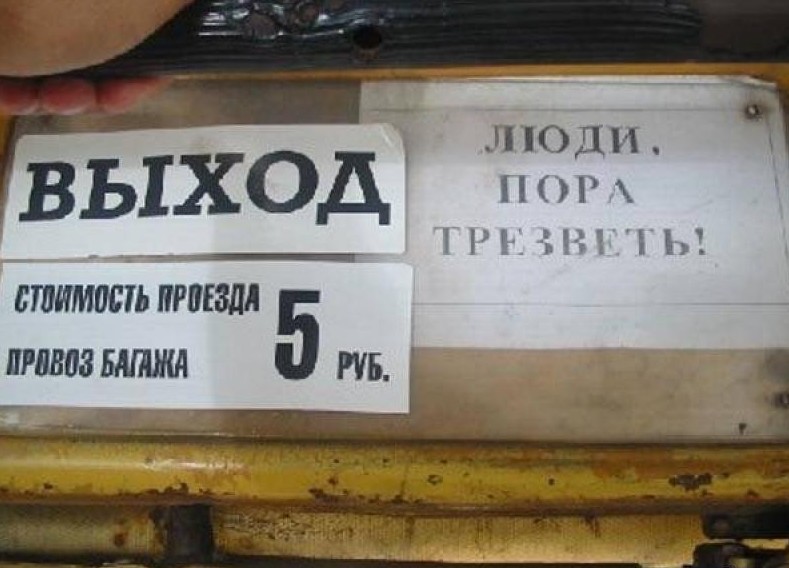 ВЫХОД
СТОИМОСТЬ ПРОЕЗДА
ПРОВОЗ БАГАЖА
5 РУБ.
ЛЮДИ,
ПОРА
ТРЕЗВЕТЬ!